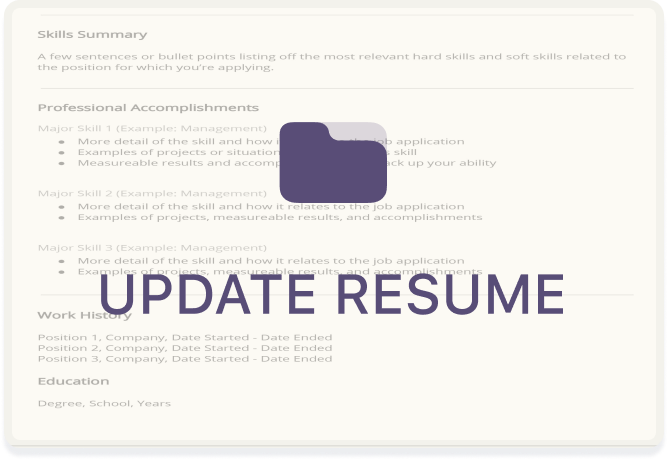 Skills Summary
A few sentences or bullet points listing off the most relevant hard skills and soft skills related to
the position for which you're applying.
Professional Accomplishments
Major Skill 1 (Example: Management)
More detail of the skill and how i the job application
Examples of projects or situation skill
Measureable results and accomp back up your ability
Major Skill 2 (Example: Management)
More detail of the skill and how it relates to the job application
Examples of projects, measureable results, and accomplishments
Major Skill 3 (Example: Management)
More detail of the skill and how it relates to the job application
Examples of projects, measureable results, and accomplishments
UPDATE RESUME
Work History
Position 1, Company, Date Started - Date Ended
Position 2, Company, Date Started - Date Ended
Position 3, Company, Date Started - Date Ended
Education
Degree, School, Years